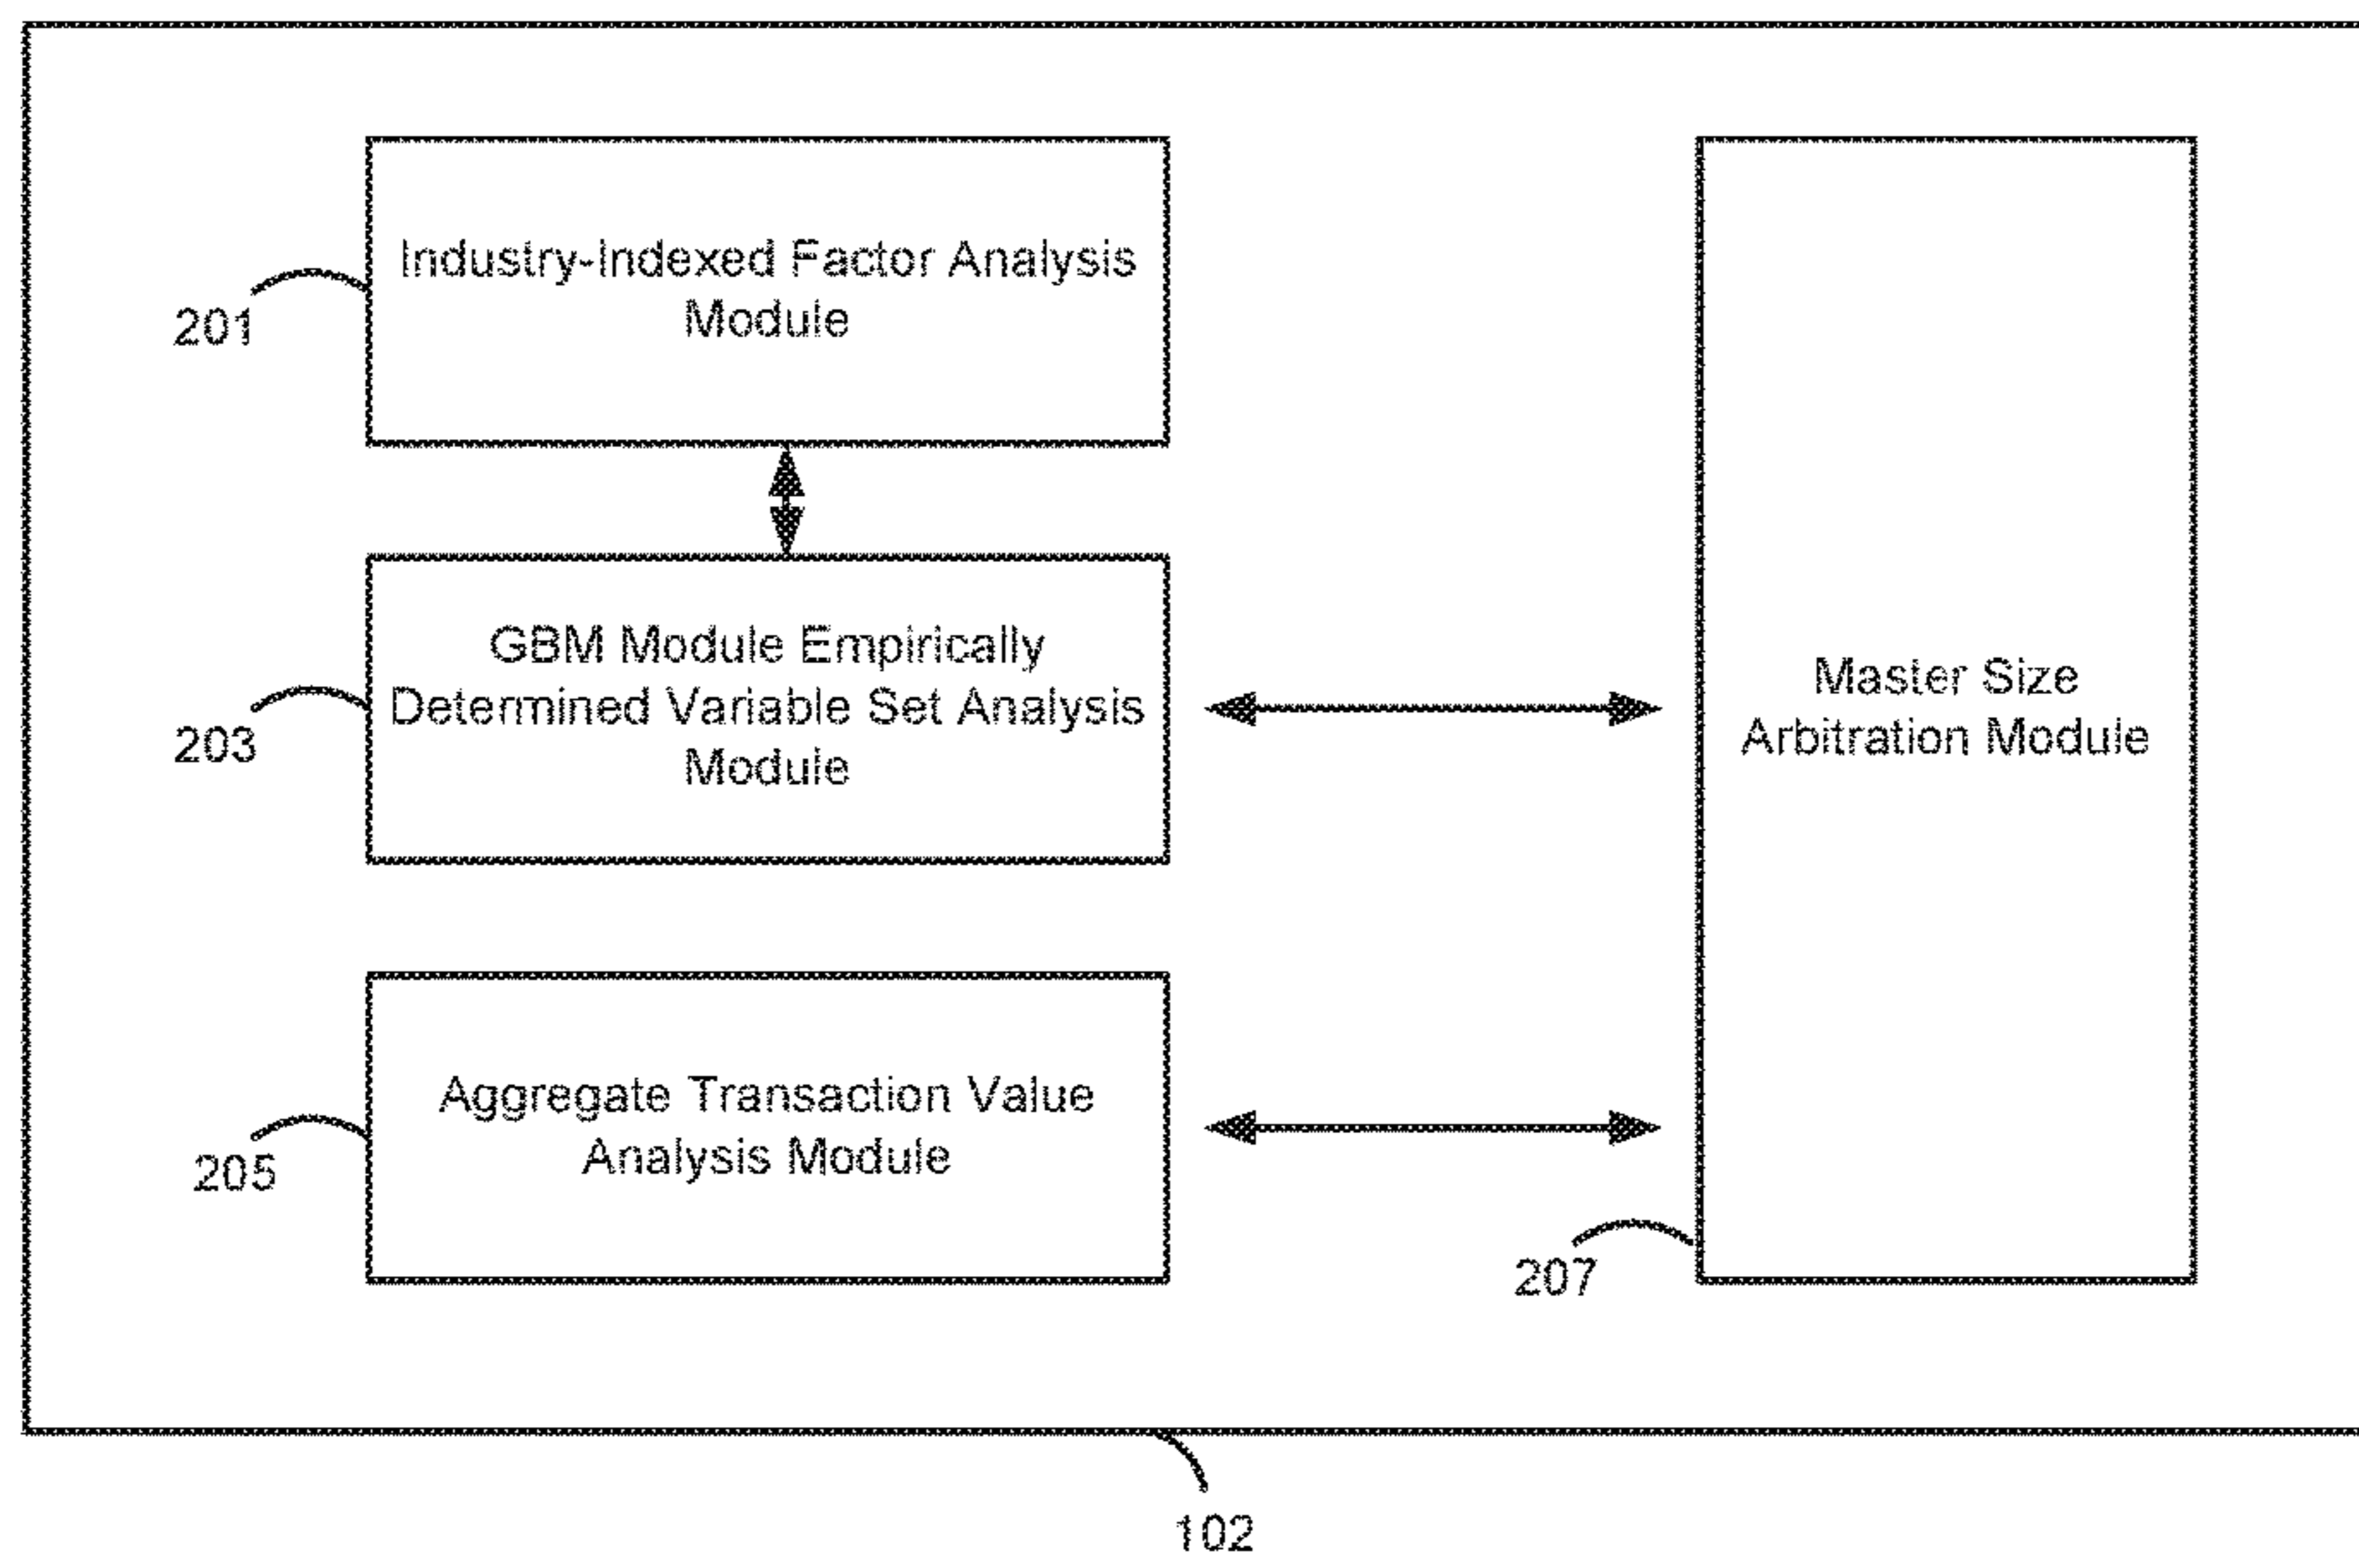 Industry-Indexed Factor Analysis
Module
201
GBM Module Empirically
Determined Variable Set Analysis
Module
203
Master Size
Arbitration Module
Aggregate Transaction Value
Analysis Module
205
207
102